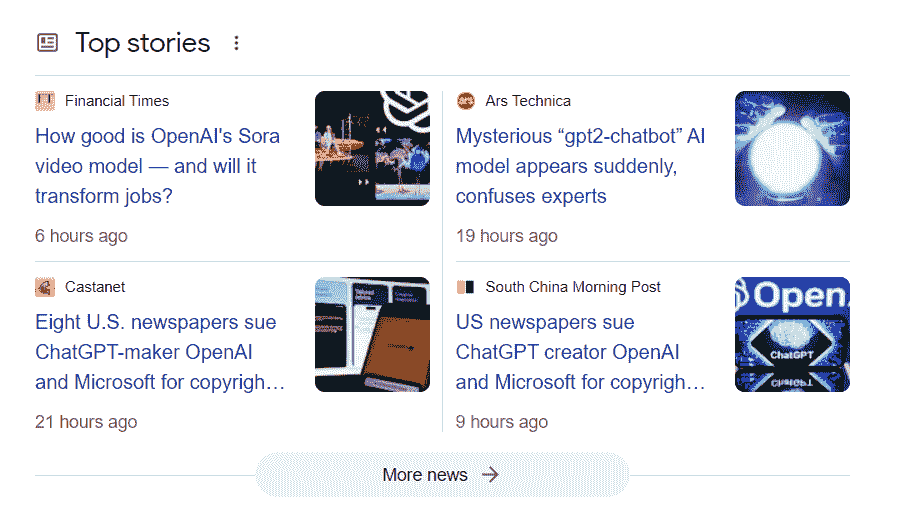 Top stories
Financial Times
How good is OpenAI's Sora
video model — and will it
transform jobs?
6 hours ago
Ars Technica
Mysterious “gpt2-chatbot” AI
model appears suddenly,
confuses experts
19 hours ago
Castanet
Eight U.S. newspapers sue
ChatGPT-maker OpenAI
and Microsoft for copyrigh…
21 hours ago
South China Morning Post
US newspapers sue
ChatGPT creator OpenAI
and Microsoft for copyrigh…
9 hours ago
Open
ChatGPT
More news